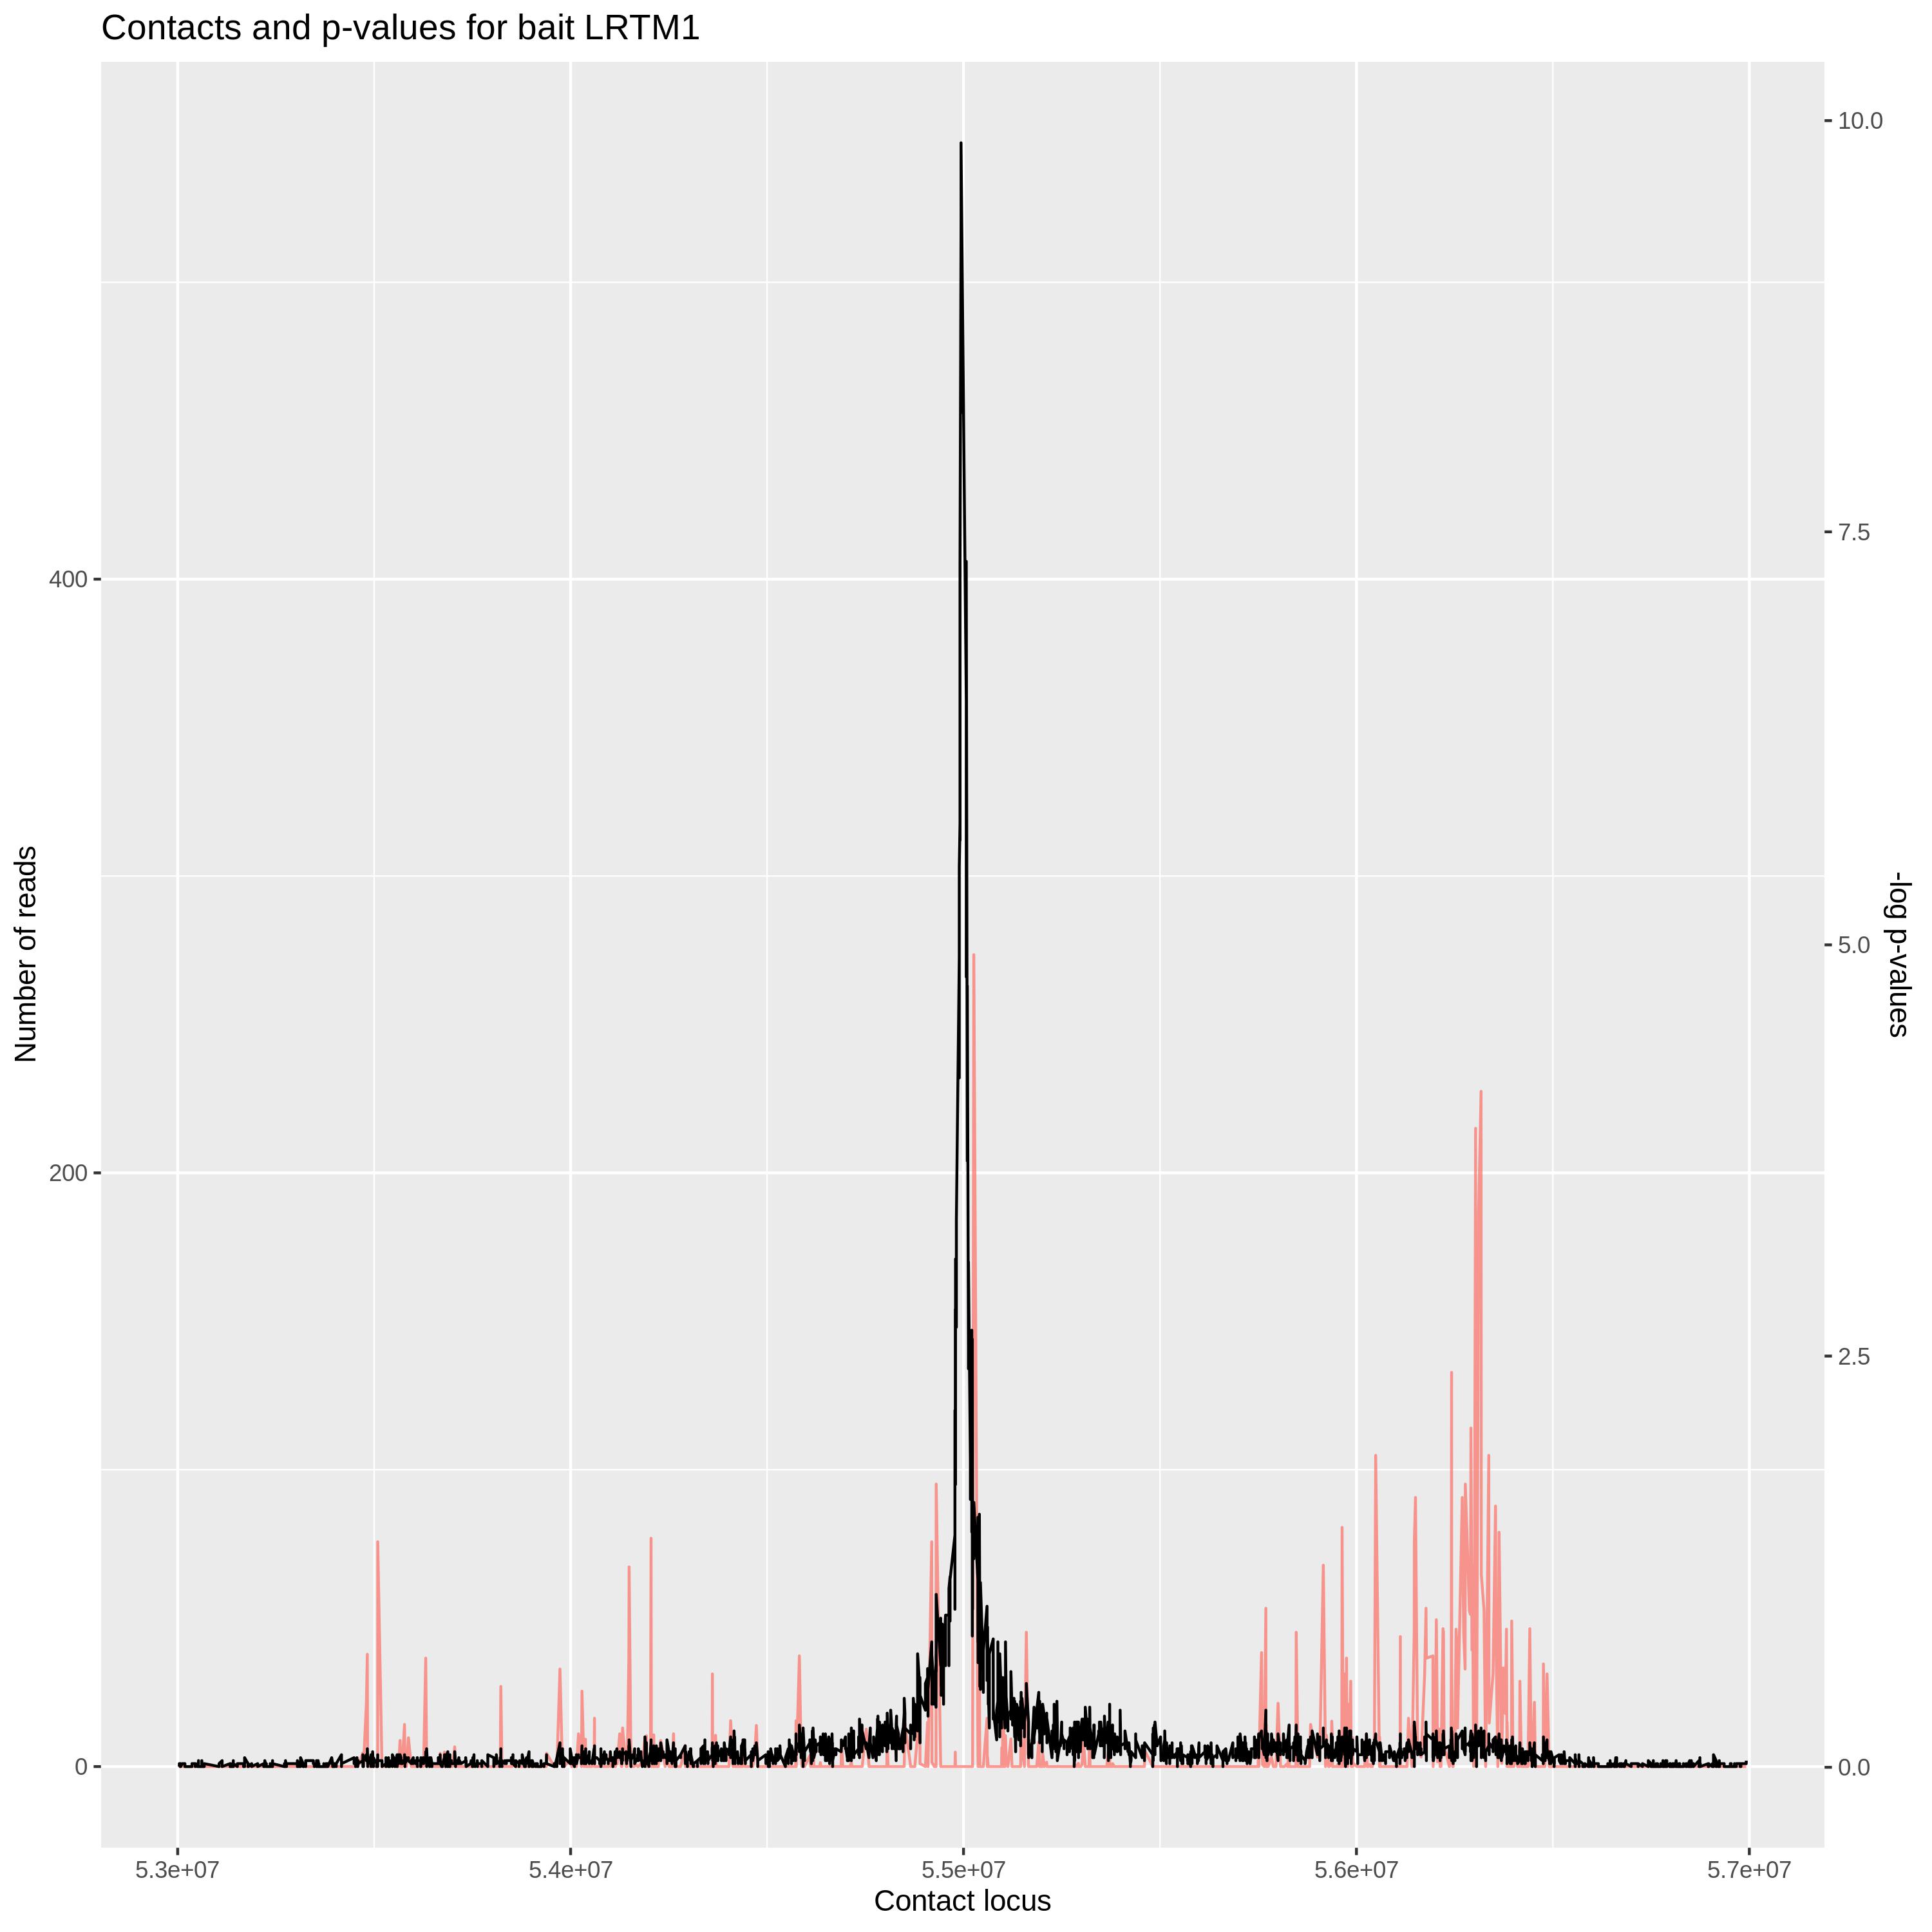 Contacts and p-values for bait LRTM1
10.0
7.5
400
5.0
Number of reads
-log p-values
200
2.5
0
0.0
5.3e+07
5.4e+07
5.5e+07
5.6e+07
5.7e+07
Contact locus